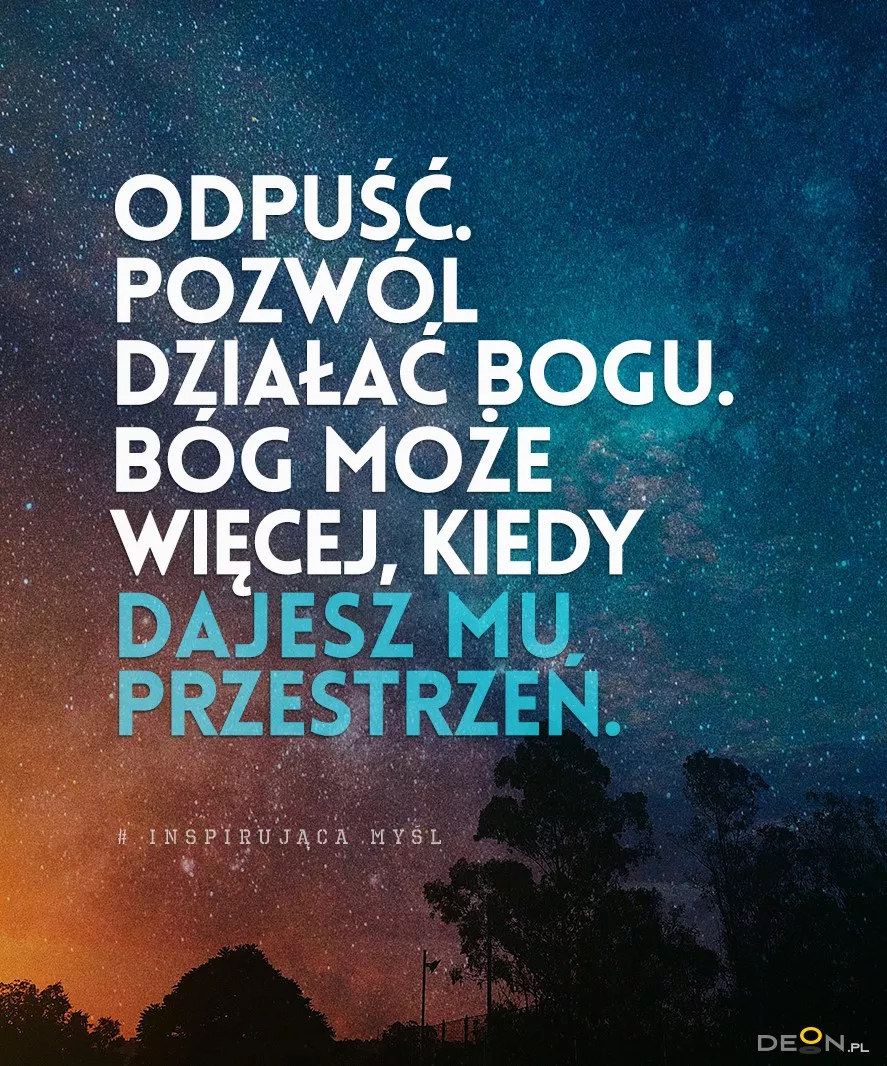 ODPUŚĆ.
POZWÓL
DZIAŁAĆ BOGU.
BÓG MOŻE
WIĘCEJ, KIEDY
DAJESZ MU
PRZESTRZEŃ.
# INSPIRUJĄCA MYŚL
DEON.PL